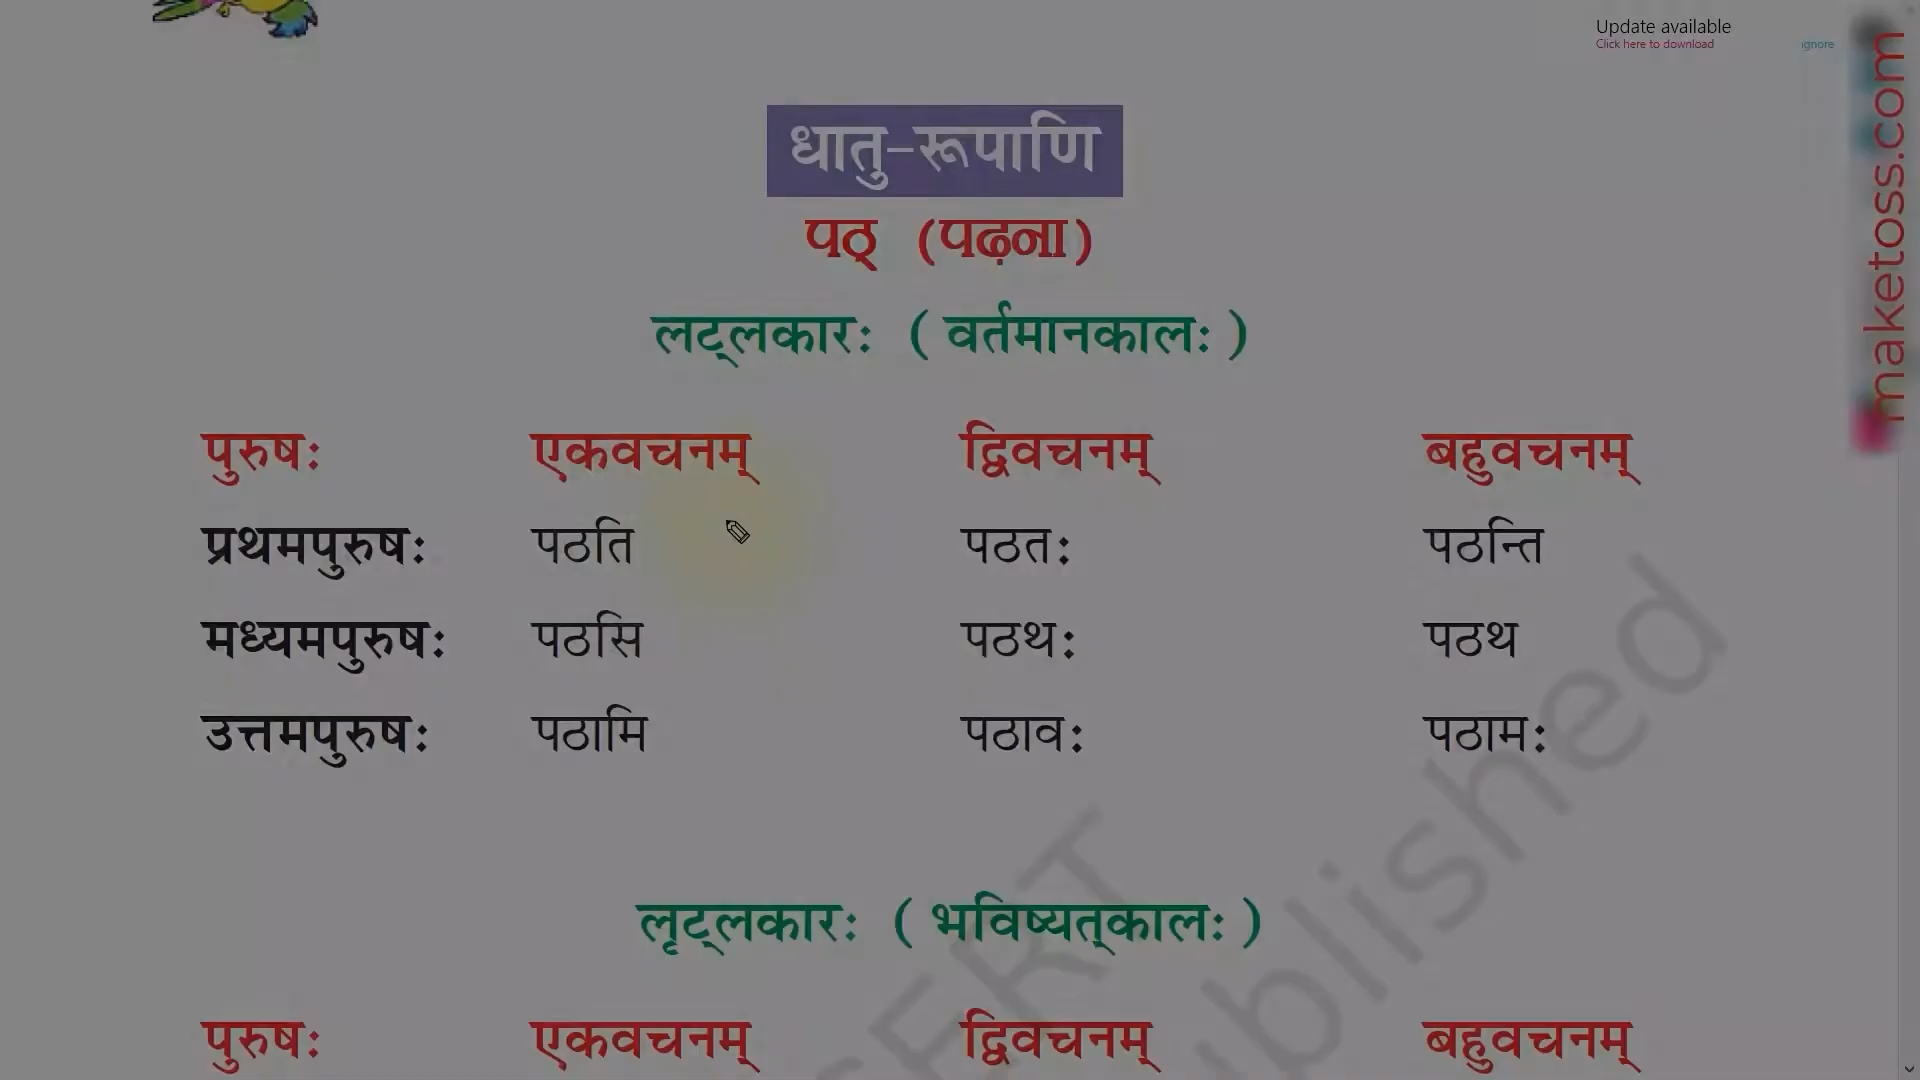 Update available
Click here to download ignore
maketoss.com
धातु-रूपाणि
पठ् (पढ़ना)
लट्लकारः ( वर्तमानकालः )
पुरुषः एकवचनम् द्विवचनम् बहुवचनम्
प्रथमपुरुषः पठति पठतः पठन्ति
मध्यमपुरुषः पठसि पठथः पठथ
उत्तमपुरुषः पठामि पठावः पठामः
लृट्लकारः ( भविष्यत्कालः )
पुरुषः एकवचनम् द्विवचनम् बहुवचनम्